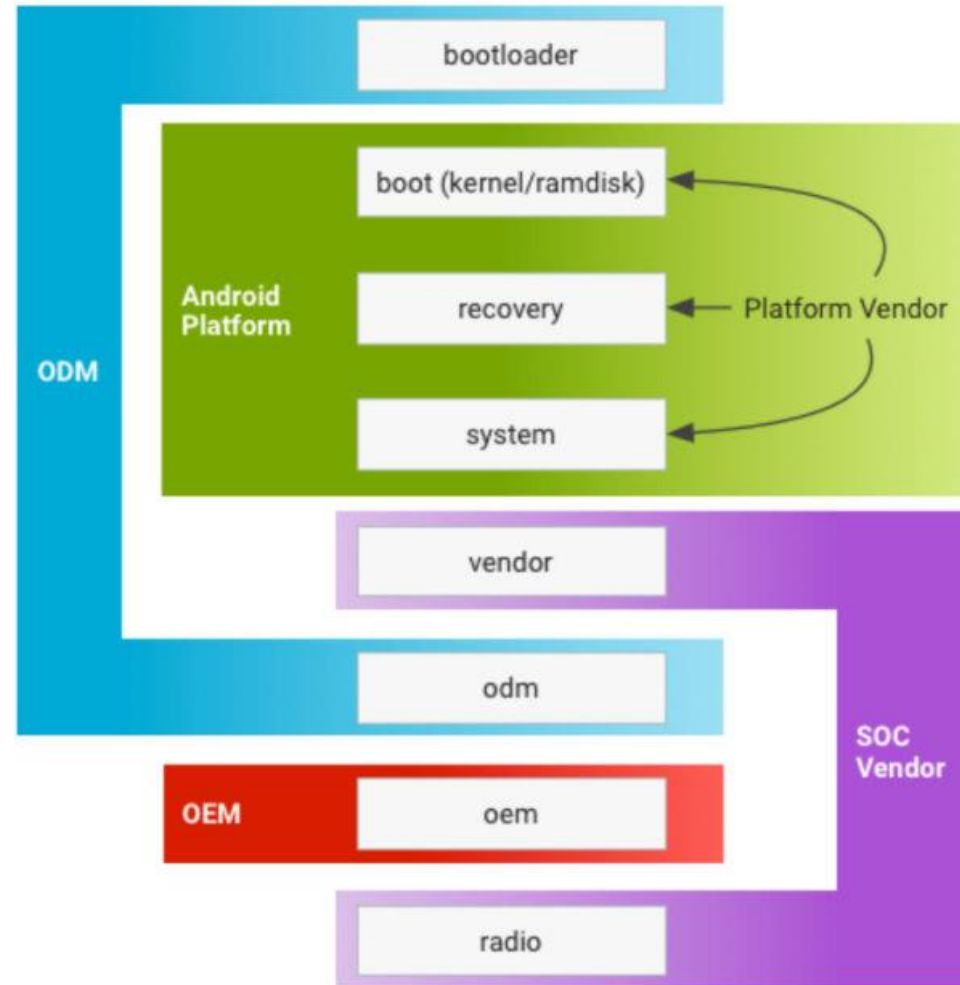 bootloader
boot (kernel/ramdisk)
Android
Platform
recovery
Platform Vendor
ODM
system
vendor
odm
SOC
Vendor
OEM
oem
radio